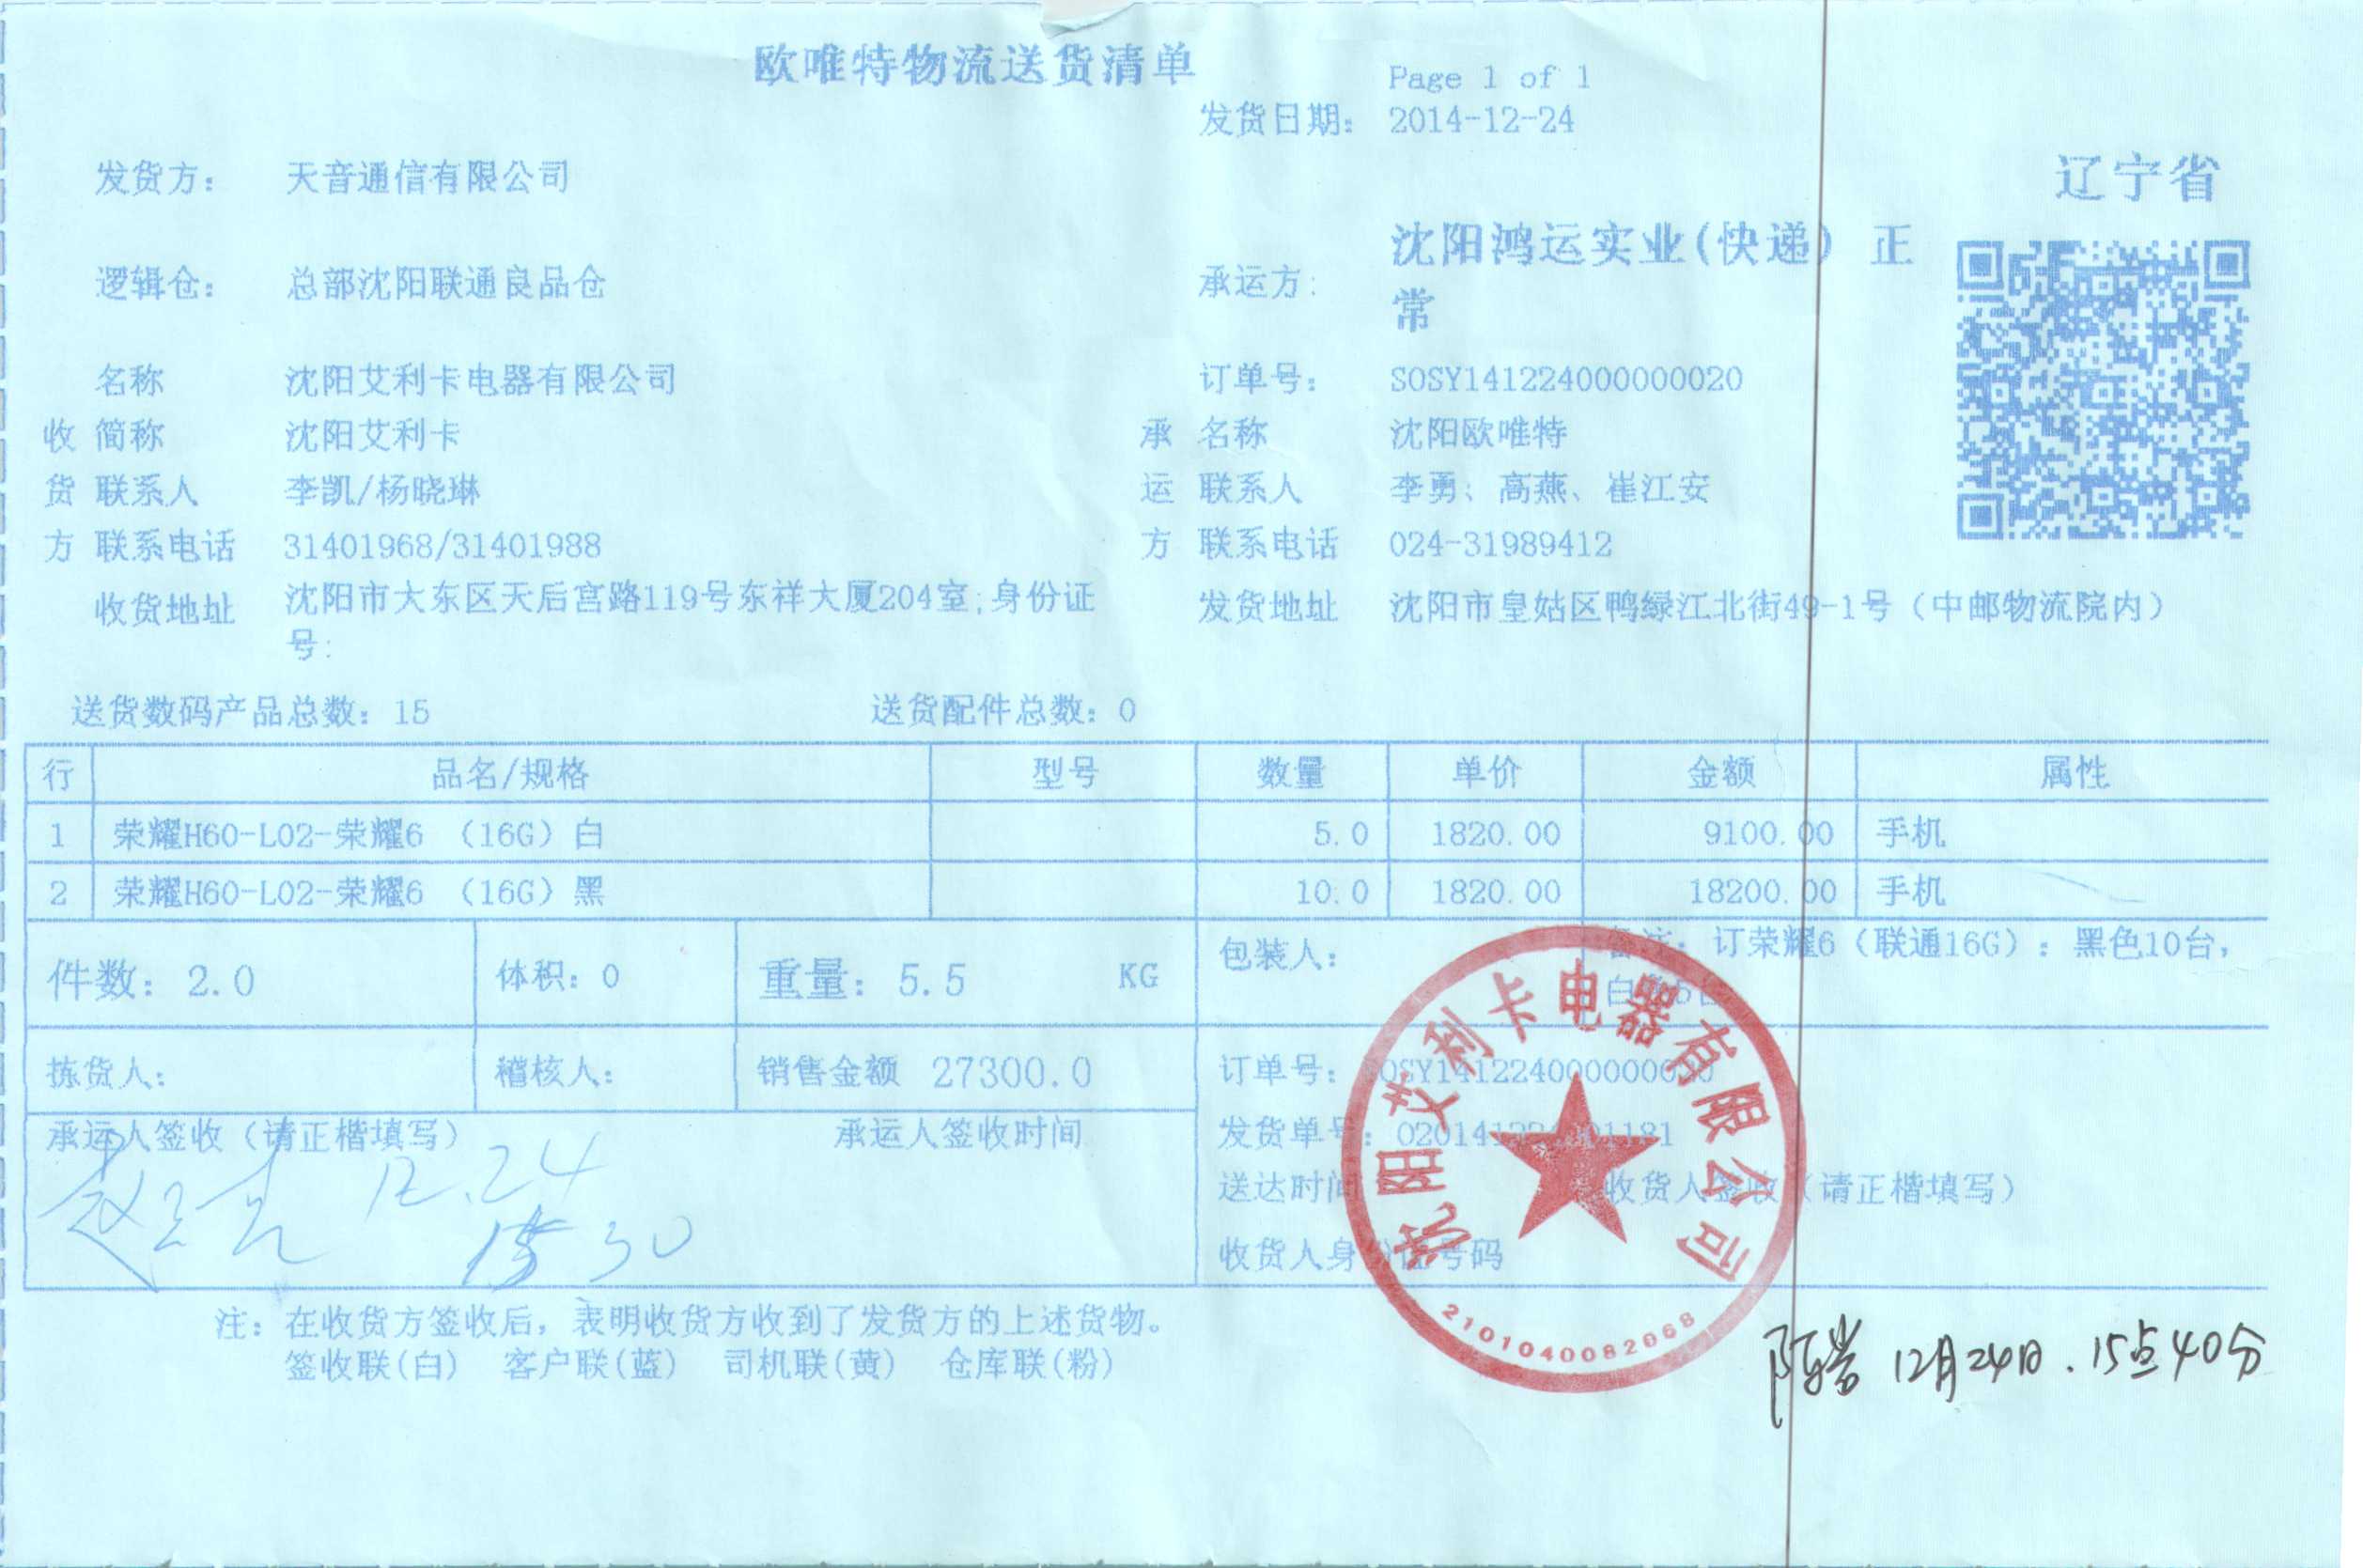 欧唯特物流送货清单
Page 1 of 1
发货日期: 2014-12-24
辽宁省
发货方: 天音通信有限公司
逻辑仓: 总部沈阳联通良品仓
承运方: 沈阳鸿运实业(快递) 正
常
名称 沈阳艾利卡电器有限公司 订单号: SOSY141224000000020
收 简称 沈阳艾利卡 承 名称 沈阳欧唯特
货 联系人 李凯/杨晓琳 运 联系人 李勇、高燕、崔江安
方 联系电话 31401968/31401988 方 联系电话 024-31989412
收货地址 沈阳市大东区天后宫路119号东祥大厦204室;身份证
号:
发货地址 沈阳市皇姑区鸭绿江北街49-1号(中邮物流院内)
送货数码产品总数: 15 送货配件总数: 0
行 品名/规格 型号 数量 单价 金额 属性
1 荣耀H60-L02-荣耀6 (16G) 白 5.0 1820.00 9100.00 手机
2 荣耀H60-L02-荣耀6 (16G) 黑 10.0 1820.00 18200.00 手机
件数: 2.0 体积: 0 重量: 5.5 KG 包装人: 备注: 订荣耀6(联通16G): 黑色10台,
拣货人: 稽核人: 销售金额 27300.0
订单号: SOSY141224000000020
承运人签收(请正楷填写) 承运人签收时间
发货单号:
12.24
15 30
送达时间 收货人签收(请正楷填写)
收货人身份证号码
沈阳艾利卡电器有限公司
2101040082068
注: 在收货方签收后, 表明收货方收到了发货方的上述货物。
签收联(白) 客户联(蓝) 司机联(黄) 仓库联(粉)
12月24日.15点40分